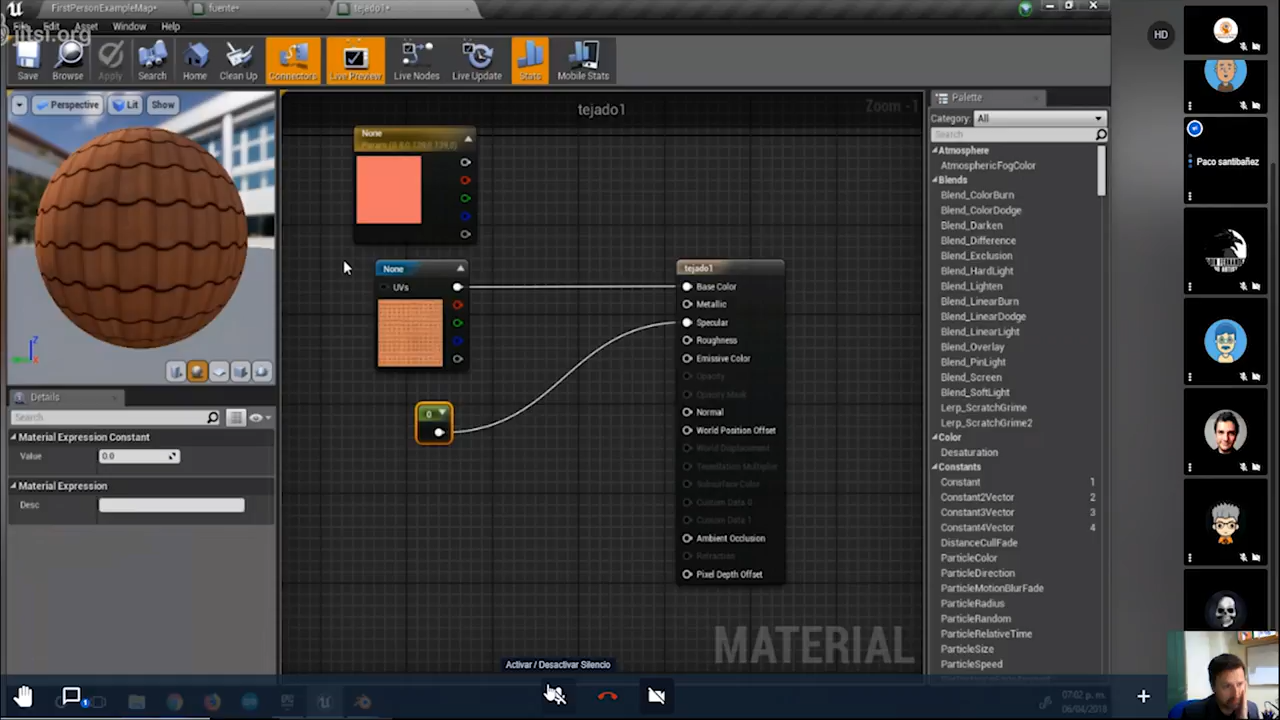 FirstPersonExampleMap*
fuente*
tejado1*
File Edit Asset Window Help
jitsi.org
HD
Save Browse Apply Search Home Clean Up Connectors Live Preview Live Nodes Live Update Stats Mobile Stats
Perspective Lit Show
tejado1
Zoom -1
Palette
Category: All
Search
Atmosphere
AtmosphericFogColor
Blends
Blend_ColorBurn
Blend_ColorDodge
Blend_Darken
Blend_Difference
Blend_Exclusion
Blend_HardLight
Blend_Lighten
Blend_LinearBurn
Blend_LinearDodge
Blend_LinearLight
Blend_Overlay
Blend_PinLight
Blend_Screen
Blend_SoftLight
Lerp_ScratchGrime
Lerp_ScratchGrime2
Color
Desaturation
Constants
Constant 1
Constant2Vector 2
Constant3Vector 3
Constant4Vector 4
DistanceCullFade
ParticleColor
ParticleDirection
ParticleMotionBlurFade
ParticleRadius
ParticleRandom
ParticleRelativeTime
ParticleSize
ParticleSpeed
None
None
UVs
0
tejado1
Base Color
Metallic
Specular
Roughness
Emissive Color
Opacity
Opacity Mask
Normal
World Position Offset
World Displacement
Tessellation Multiplier
Subsurface Color
Custom Data 0
Custom Data 1
Ambient Occlusion
Refraction
Pixel Depth Offset
MATERIAL
Details
Search
Material Expression Constant
Value 0.0
Material Expression
Desc
Activar / Desactivar Silencio
Paco santibañez
07:02 p. m.
06/04/2018